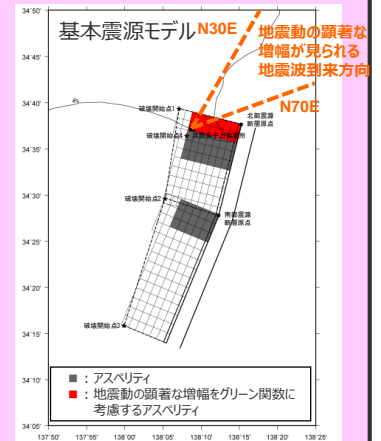 34°50'
基本震源モデル
N30E
地震動の顕著な
増幅が見られる
地震波到来方向
N70E
34°45'
34°40'
34°35'
34°30'
34°25'
34°20'
34°15'
34°10'
34°05'
破壊開始点1
北部震源
断層原点
破壊開始点4
破壊開始点2
南部震源
断層原点
破壊開始点3
■ ：アスペリティ
■ ：地震動の顕著な増幅をグリーン関数に
考慮するアスペリティ
137°50' 137°55' 138°00' 138°05' 138°10' 138°15' 138°20' 138°25'